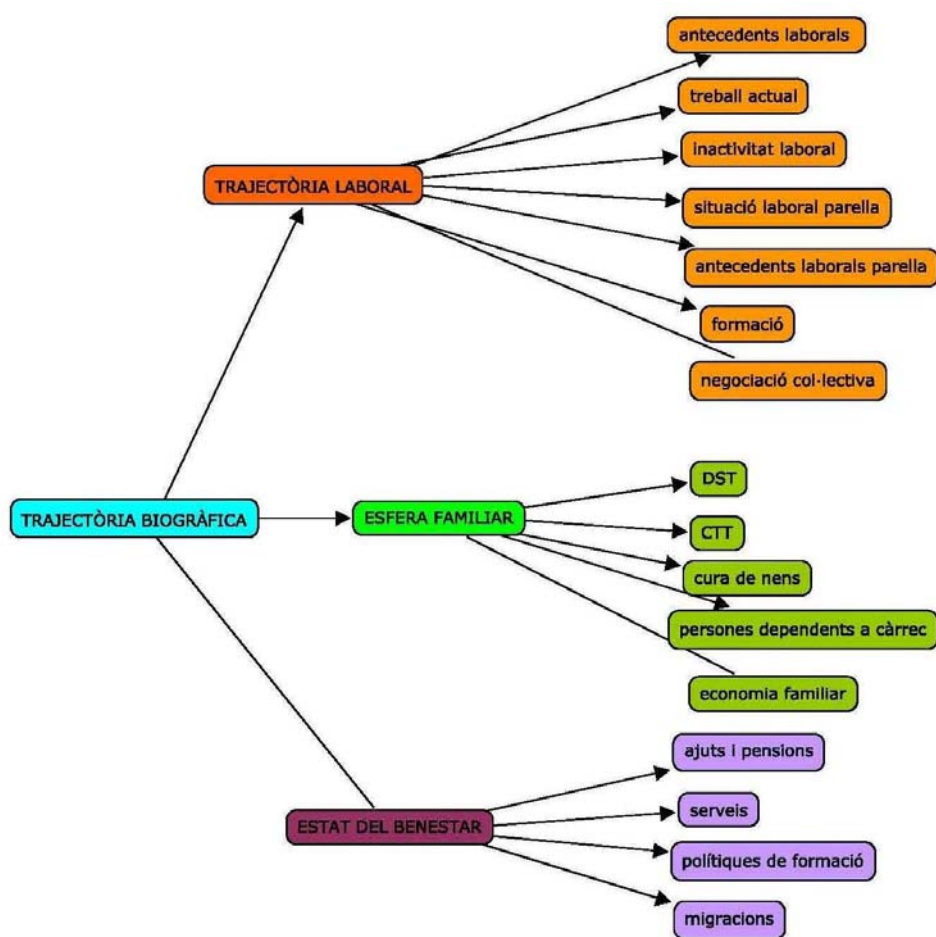 antecedents laborals
treball actual
inactivitat laboral
TRAJECTÒRIA LABORAL
situació laboral parella
antecedents laborals parella
formació
negociació col·lectiva
DST
TRAJECTÒRIA BIOGRÀFICA
ESFERA FAMILIAR
CTT
cura de nens
persones dependents a càrrec
economia familiar
ajuts i pensions
serveis
ESTAT DEL BENESTAR
polítiques de formació
migracions